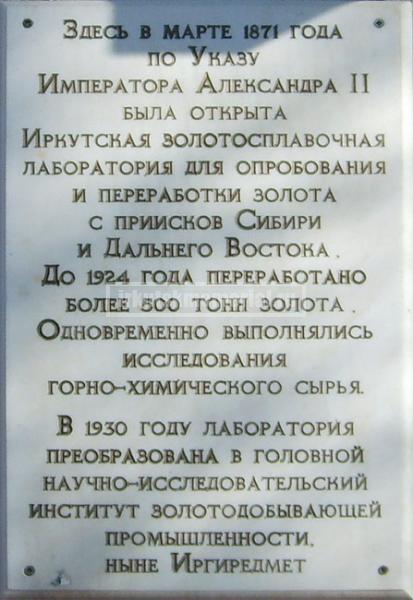 Здесь в марте 1871 года
по Указу
Императора Александра II
была открыта
Иркутская золотосплавочная
лаборатория для опробования
и переработки золота
с приисков Сибири
и Дальнего Востока.
До 1924 года переработано
более 500 тонн золота.
Одновременно выполнялись
исследования
горно-химического сырья.
В 1930 году лаборатория
преобразована в головной
научно-исследовательский
институт золотодобывающей
промышленности,
ныне Иргиредмет